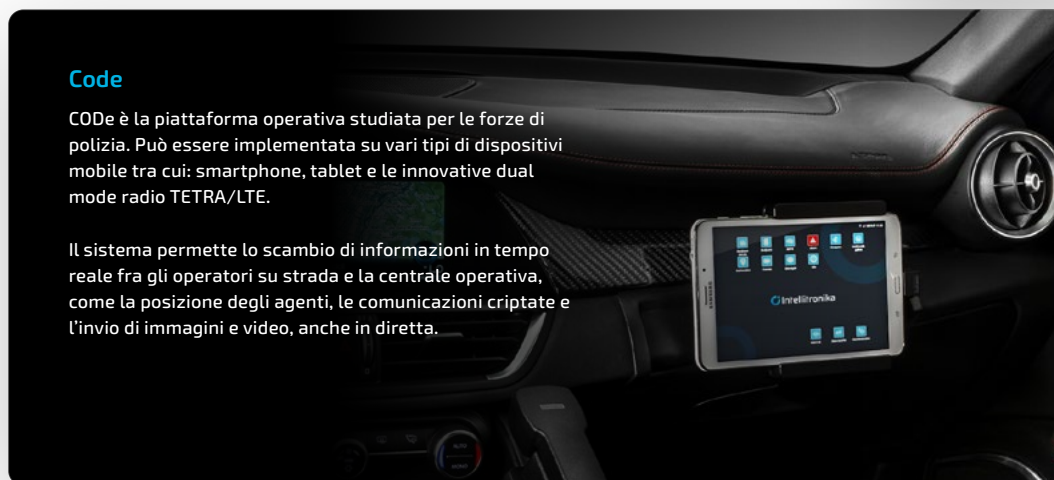 Code
CODe è la piattaforma operativa studiata per le forze di
polizia. Può essere implementata su vari tipi di dispositivi
mobile tra cui: smartphone, tablet e le innovative dual
mode radio TETRA/LTE.
Il sistema permette lo scambio di informazioni in tempo
reale fra gli operatori su strada e la centrale operativa,
come la posizione degli agenti, le comunicazioni criptate e
l’invio di immagini e video, anche in diretta.
SAMSUNG
Intellitronika
AUTO
MONO